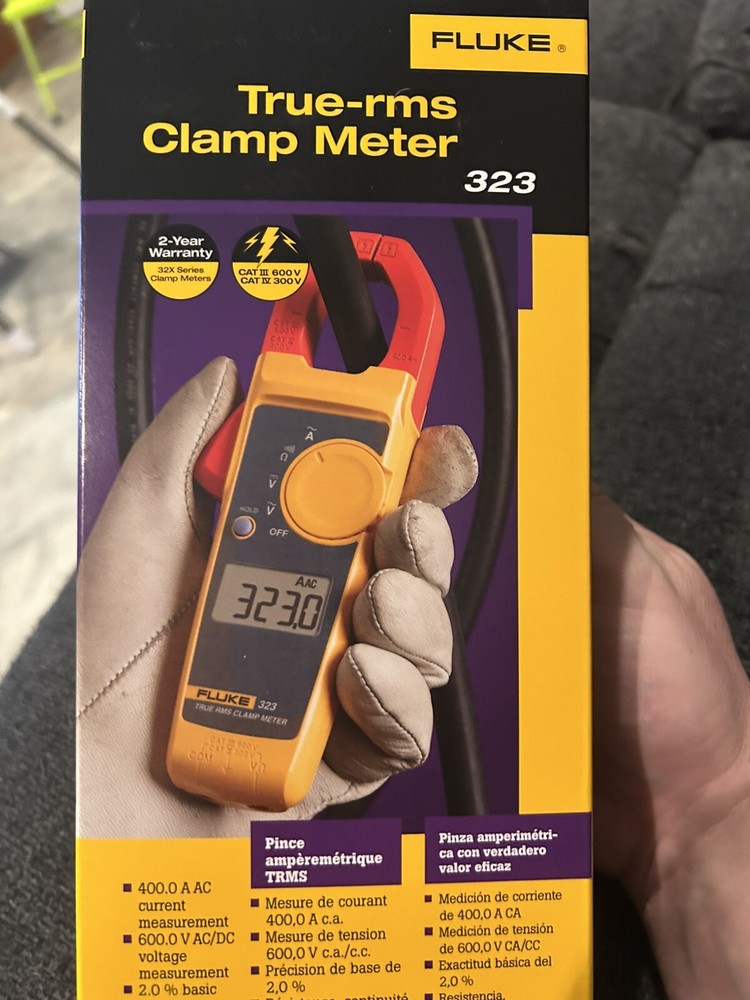 FLUKE ®
True-rms
Clamp Meter
323
2-Year
Warranty
32X Series
Clamp Meters
CAT III 600 V
CAT IV 300 V
Ã
Ω
V
HOLD
Ṽ
OFF
AAC
323.0
FLUKE 323
TRUE RMS CLAMP METER
COM
VΩ
400.0 A AC
current
measurement
600.0 V AC/DC
voltage
measurement
2.0 % basic
Pince
ampèremétrique
TRMS
Mesure de courant
400,0 A c.a.
Mesure de tension
600,0 V c.a./c.c.
Précision de base de
2,0 %
Résistance, continuité
Pinza amperimétri-
ca con verdadero
valor eficaz
Medición de corriente
de 400,0 A CA
Medición de tensión
de 600,0 V CA/CC
Exactitud básica del
2,0 %
Resistencia,